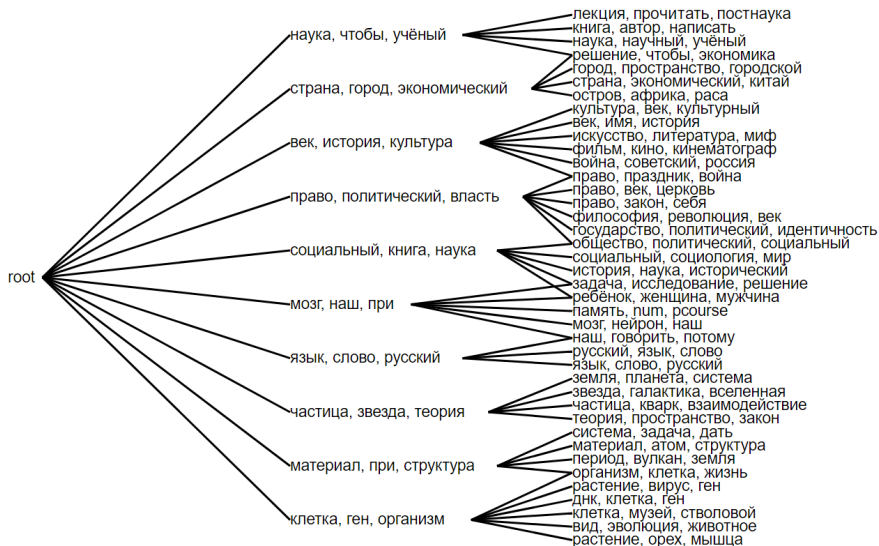 root
наука, чтобы, учёный
страна, город, экономический
век, история, культура
право, политический, власть
социальный, книга, наука
мозг, наш, при
язык, слово, русский
частица, звезда, теория
материал, при, структура
клетка, ген, организм
лекция, прочитать, постнаука
книга, автор, написать
наука, научный, учёный
решение, чтобы, экономика
город, пространство, городской
страна, экономический, китай
остров, африка, раса
культура, век, культурный
век, имя, история
искусство, литература, миф
фильм, кино, кинематограф
война, советский, россия
право, праздник, война
право, век, церковь
право, закон, себя
философия, революция, век
государство, политический, идентичность
общество, политический, социальный
социальный, социология, мир
история, наука, исторический
задача, исследование, решение
ребёнок, женщина, мужчина
память, num, pcourse
мозг, нейрон, наш
наш, говорить, потому
русский, язык, слово
язык, слово, русский
земля, планета, система
звезда, галактика, вселенная
частица, кварк, взаимодействие
теория, пространство, закон
система, задача, дать
материал, атом, структура
период, вулкан, земля
организм, клетка, жизнь
растение, вирус, ген
днк, клетка, ген
клетка, музей, стволовой
вид, эволюция, животное
растение, орех, мышца